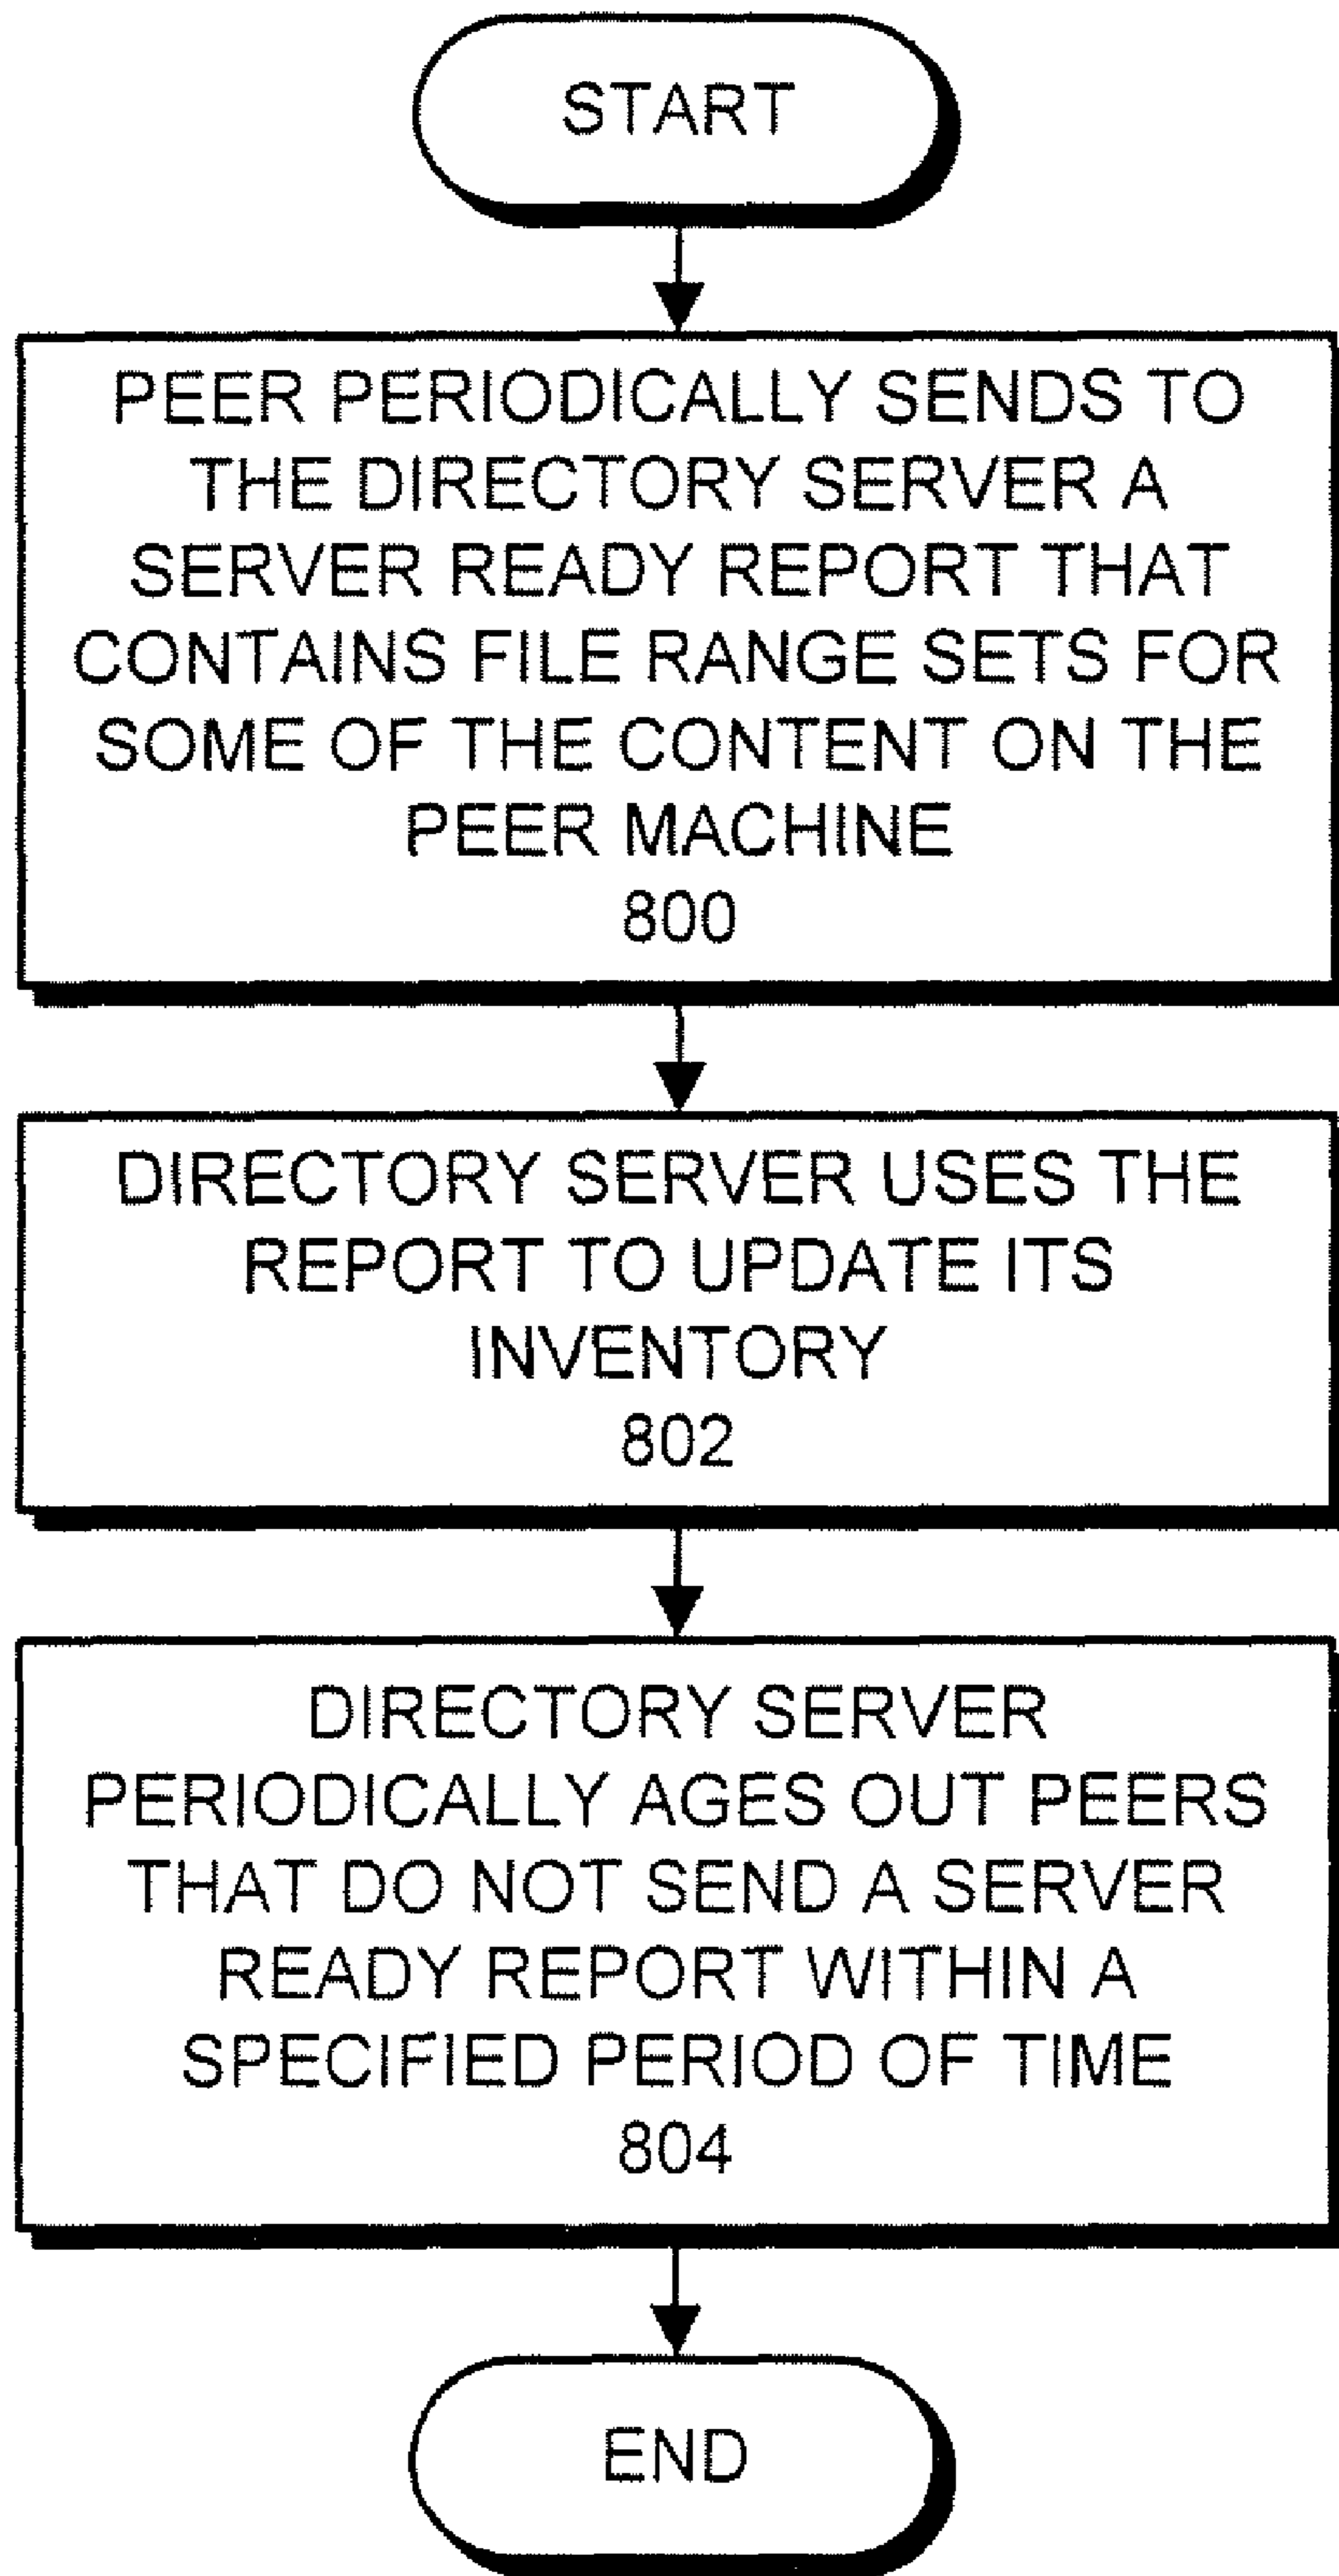 START
PEER PERIODICALLY SENDS TO
THE DIRECTORY SERVER A
SERVER READY REPORT THAT
CONTAINS FILE RANGE SETS FOR
SOME OF THE CONTENT ON THE
PEER MACHINE
800
DIRECTORY SERVER USES THE
REPORT TO UPDATE ITS
INVENTORY
802
DIRECTORY SERVER
PERIODICALLY AGES OUT PEERS
THAT DO NOT SEND A SERVER
READY REPORT WITHIN A
SPECIFIED PERIOD OF TIME
804
END